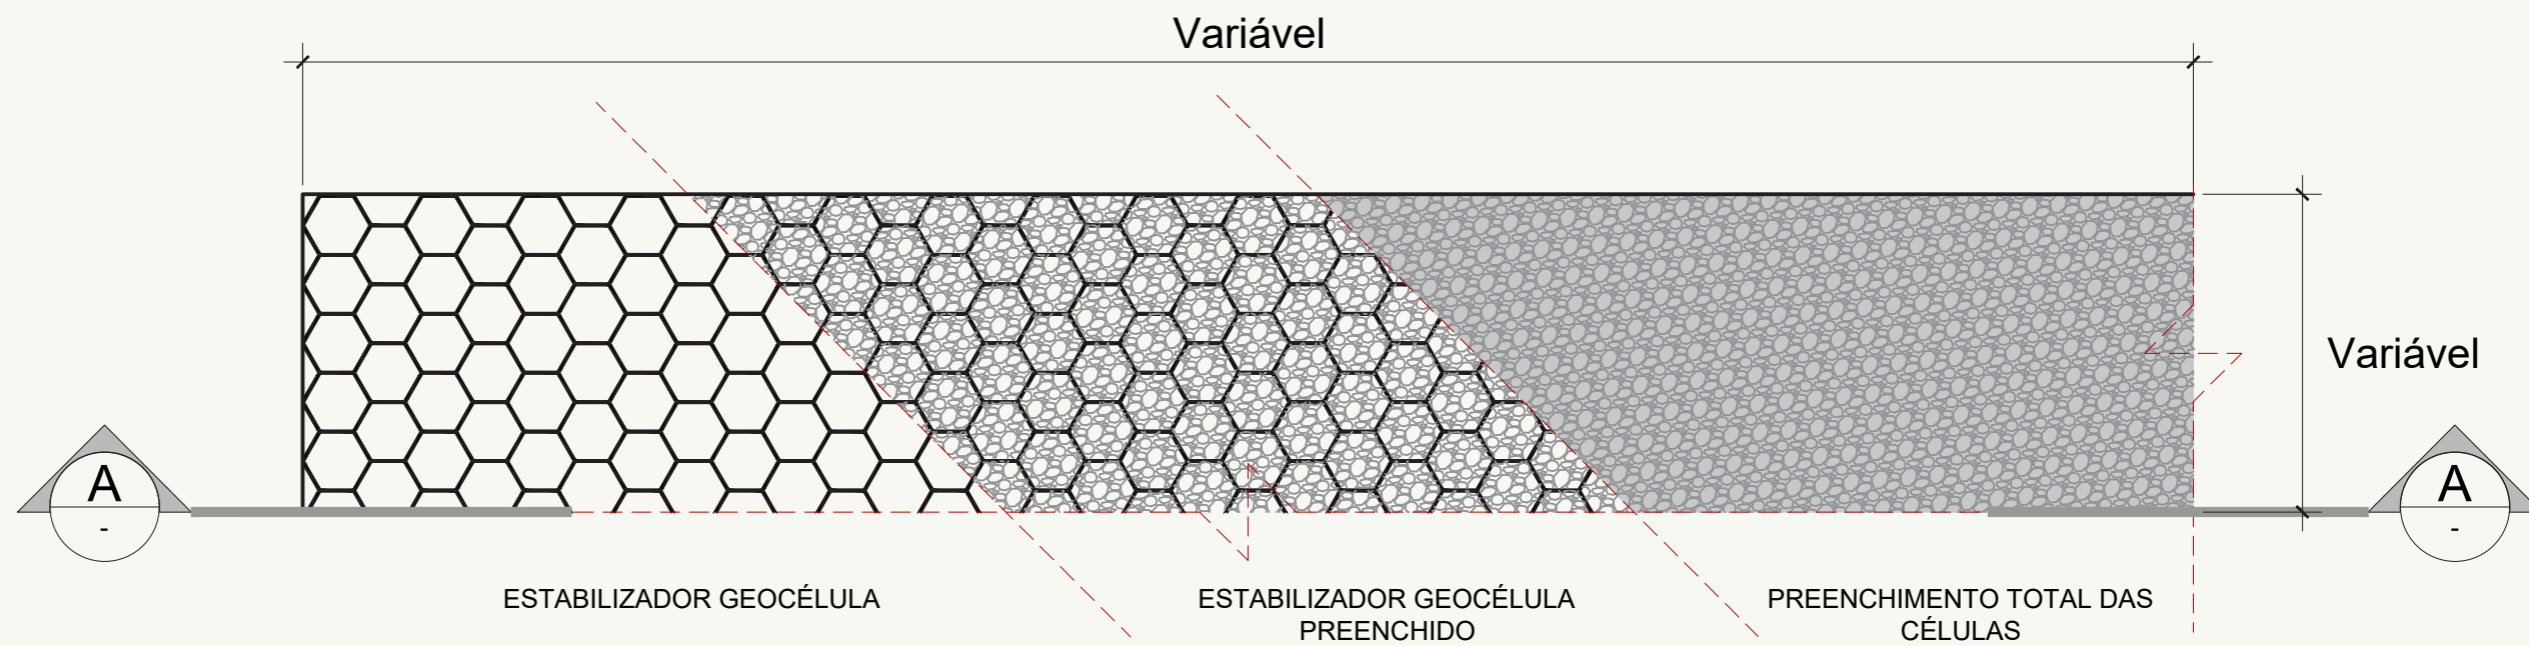 Variável
Variável
A
-
A
-
ESTABILIZADOR GEOCÉLULA
ESTABILIZADOR GEOCÉLULA
PREENCHIDO
PREENCHIMENTO TOTAL DAS
CÉLULAS